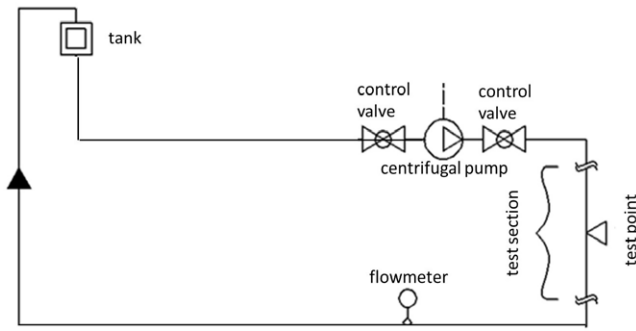 tank
control
valve
control
valve
centrifugal pump
test section
test point
flowmeter